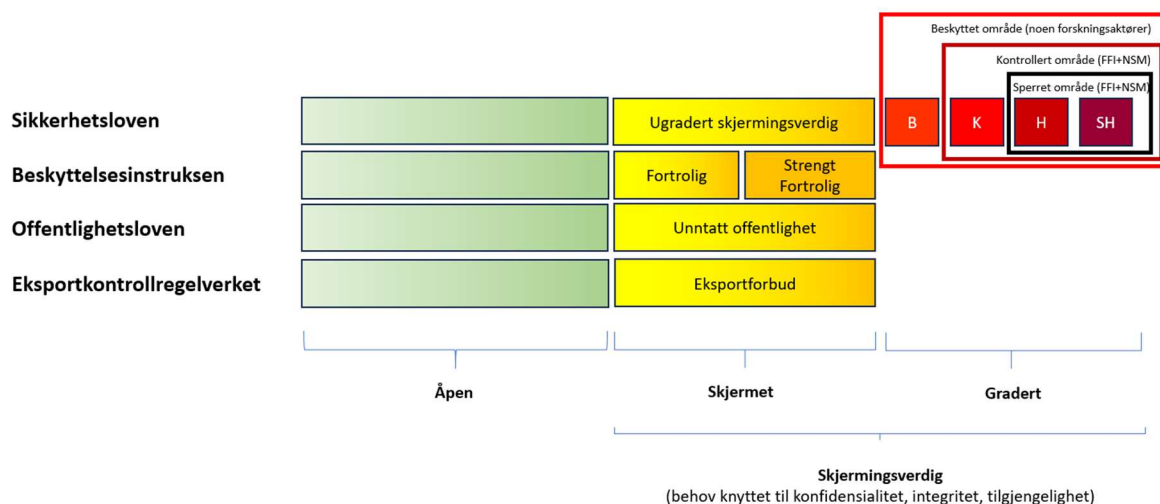 Beskyttet område (noen forskningsaktører)
Kontrollert område (FFI+NSM)
Sperret område (FFI+NSM)
Sikkerhetsloven
Ugradert skjermingsverdig
B
K
H
SH
Beskyttelsesinstruksen
Fortrolig
Strengt
Fortrolig
Offentlighetsloven
Unntatt offentlighet
Eksportkontrollregelverket
Eksportforbud
Åpen
Skjermet
Gradert
Skjermingsverdig
(behov knyttet til konfidensialitet, integritet, tilgjengelighet)